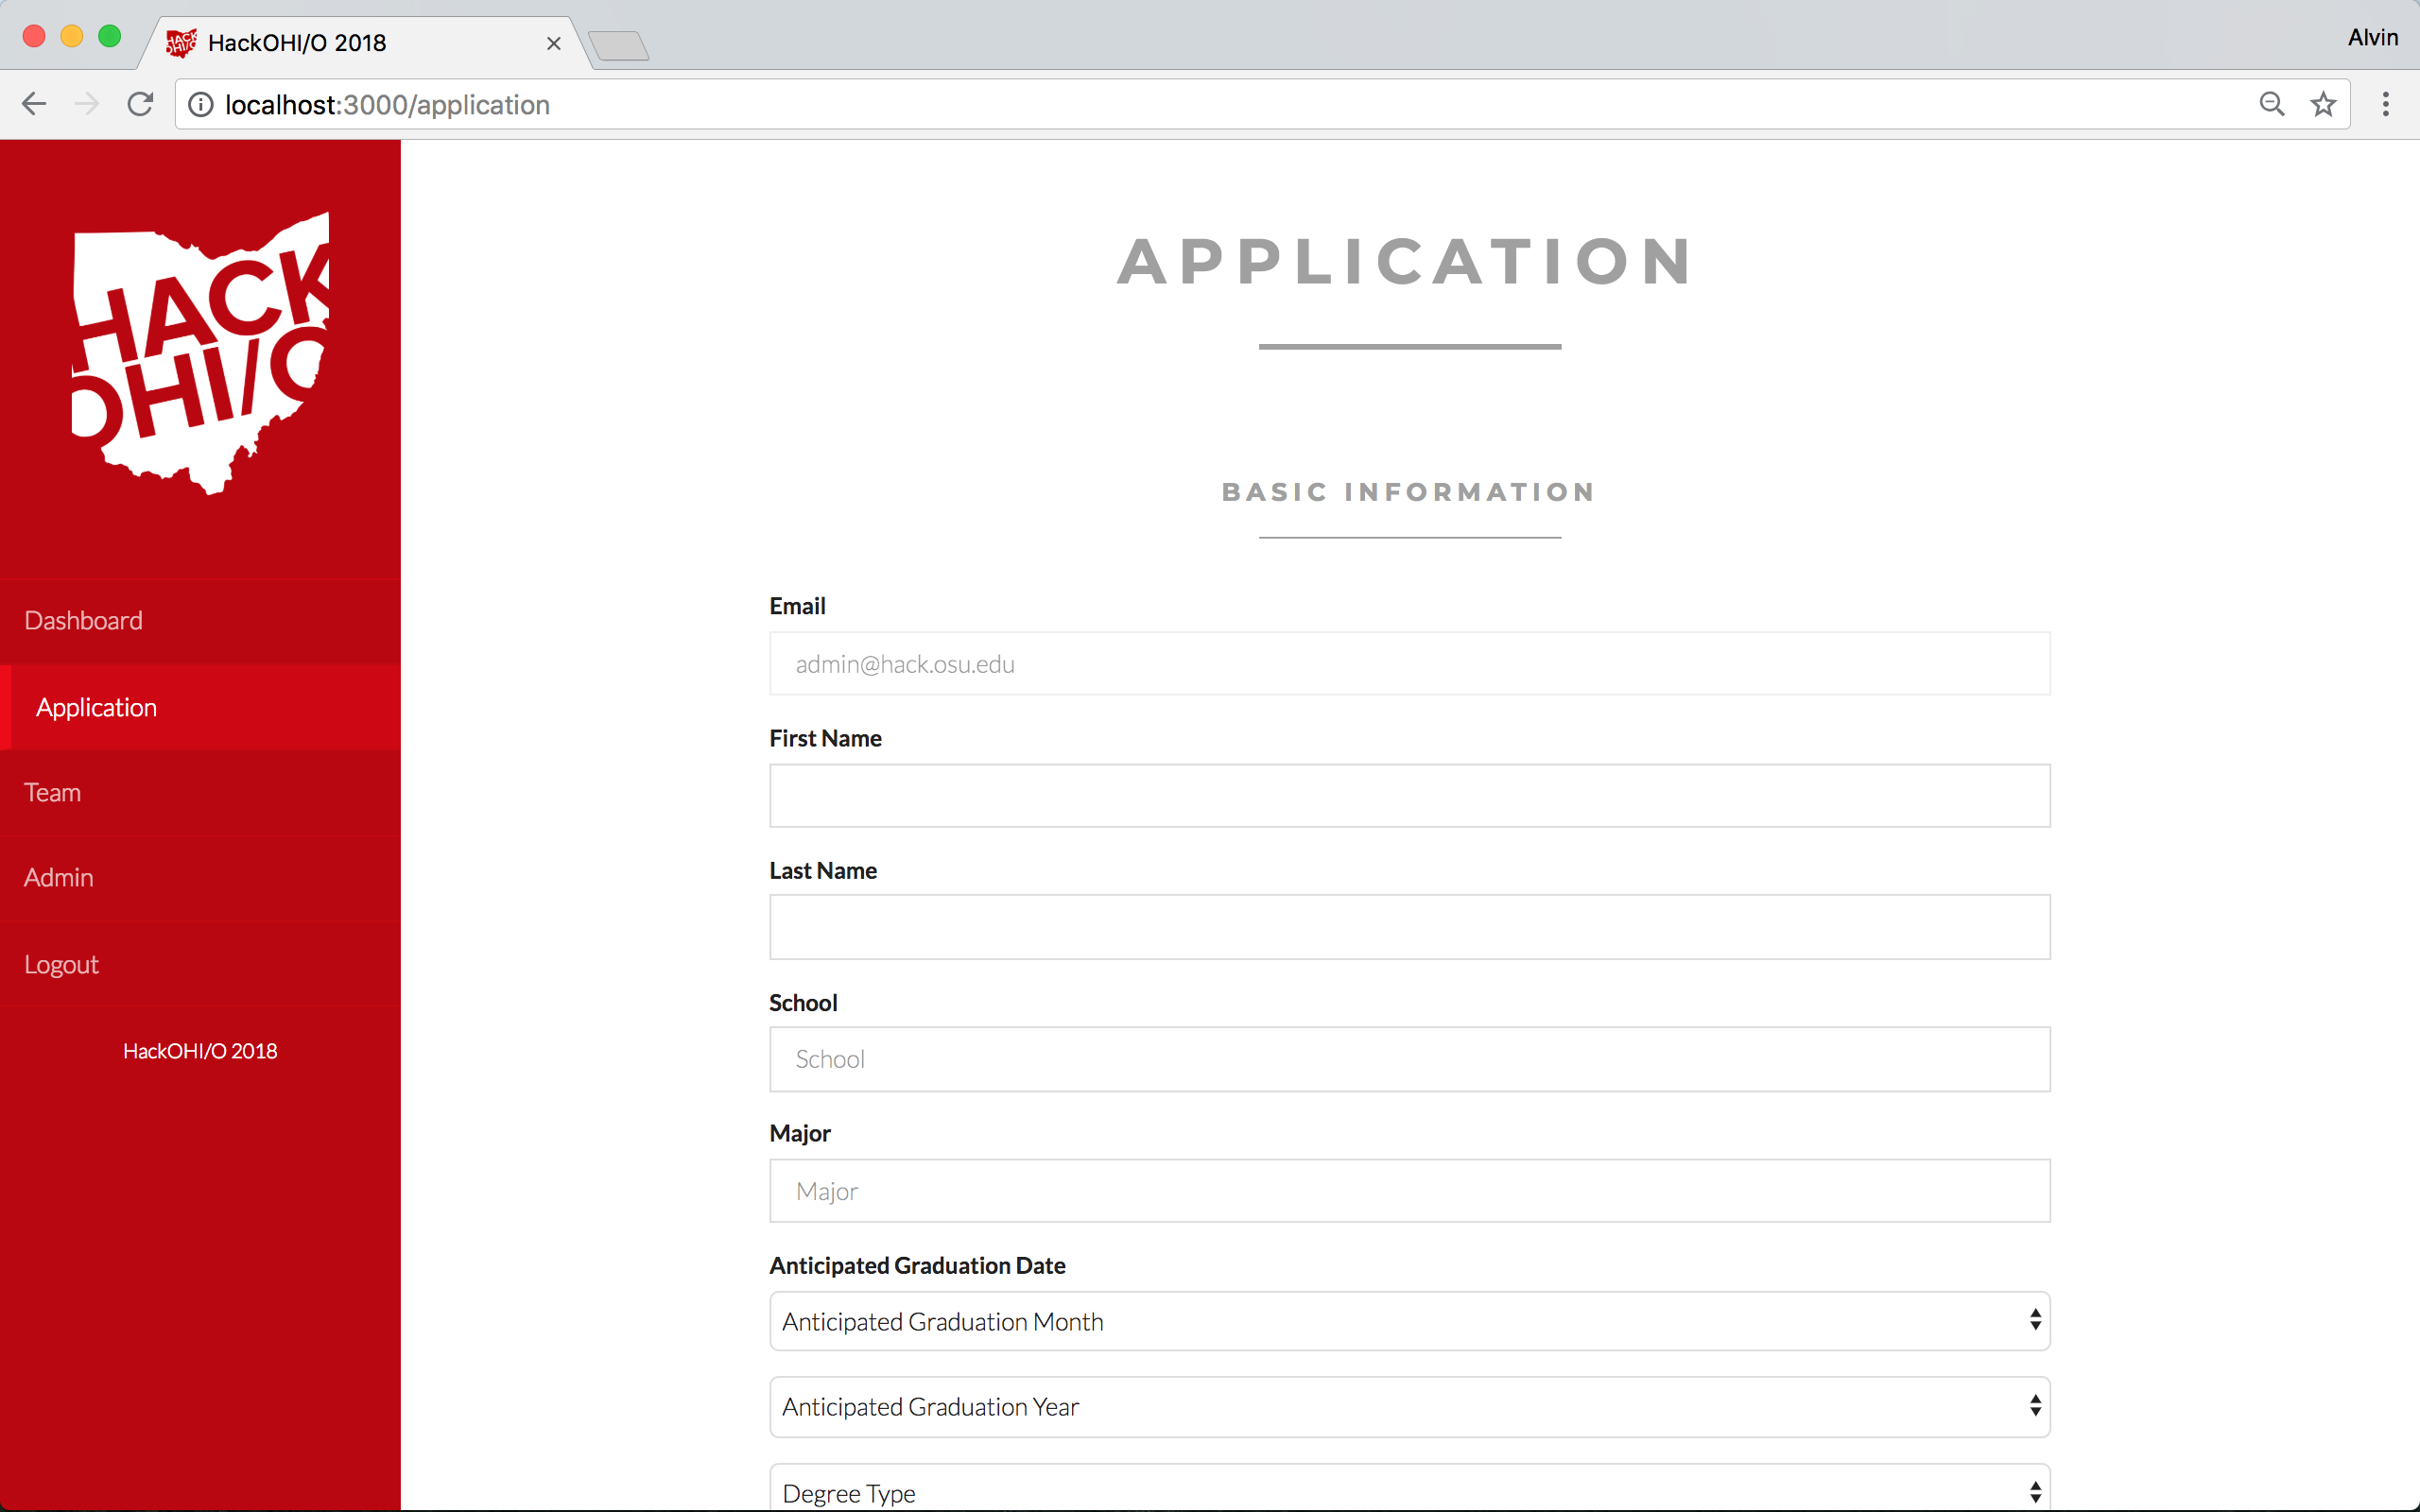 HackOHI/O 2018
Alvin
localhost:3000/application
HACK
OHI/O
Dashboard
Application
Team
Admin
Logout
HackOHI/O 2018
APPLICATION
BASIC INFORMATION
Email
admin@hack.osu.edu
First Name
Last Name
School
School
Major
Major
Anticipated Graduation Date
Anticipated Graduation Month
Anticipated Graduation Year
Degree Type